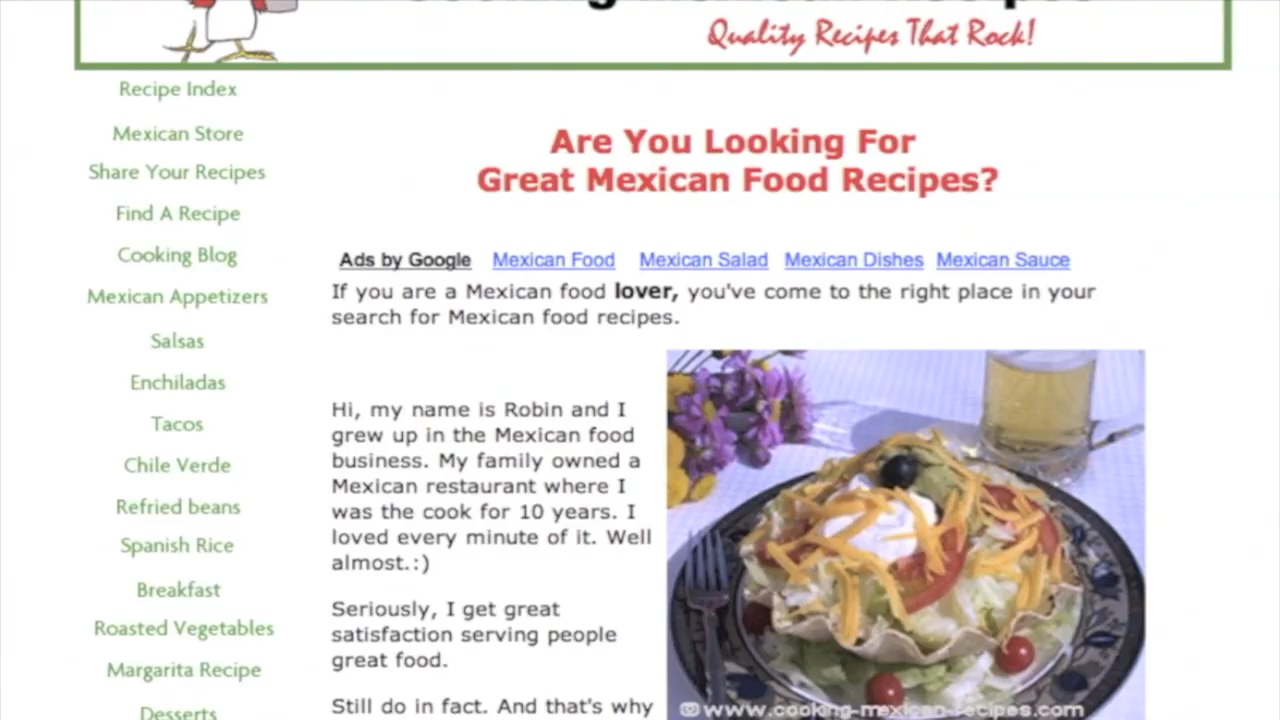 Cooking Mexican Recipes
Quality Recipes That Rock!
Recipe Index
Mexican Store
Share Your Recipes
Find A Recipe
Cooking Blog
Mexican Appetizers
Salsas
Enchiladas
Tacos
Chile Verde
Refried beans
Spanish Rice
Breakfast
Roasted Vegetables
Margarita Recipe
Desserts
Are You Looking For
Great Mexican Food Recipes?
Ads by Google Mexican Food Mexican Salad Mexican Dishes Mexican Sauce
If you are a Mexican food lover, you've come to the right place in your
search for Mexican food recipes.
Hi, my name is Robin and I
grew up in the Mexican food
business. My family owned a
Mexican restaurant where I
was the cook for 10 years. I
loved every minute of it. Well
almost.:)
Seriously, I get great
satisfaction serving people
great food.
Still do in fact. And that's why
© www.cooking-mexican-recipes.com